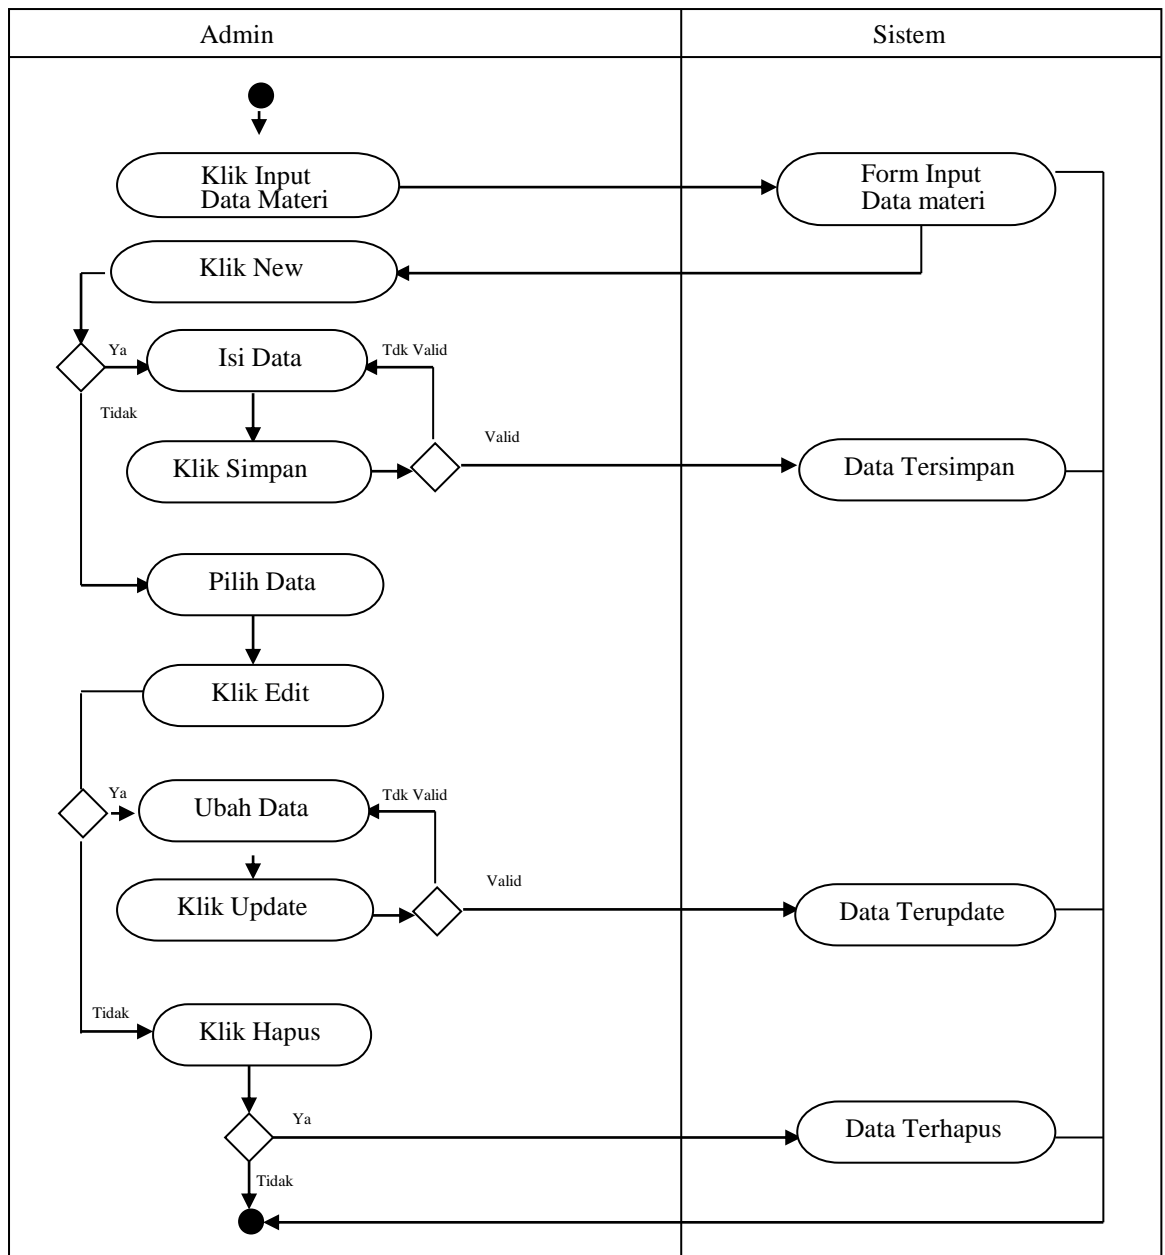 Admin
Sistem
Klik Input
Data Materi
Form Input
Data materi
Klik New
Ya
Isi Data
Tdk Valid
Tidak
Klik Simpan
Valid
Data Tersimpan
Pilih Data
Klik Edit
Ya
Ubah Data
Tdk Valid
Klik Update
Valid
Data Terupdate
Tidak
Klik Hapus
Ya
Data Terhapus
Tidak